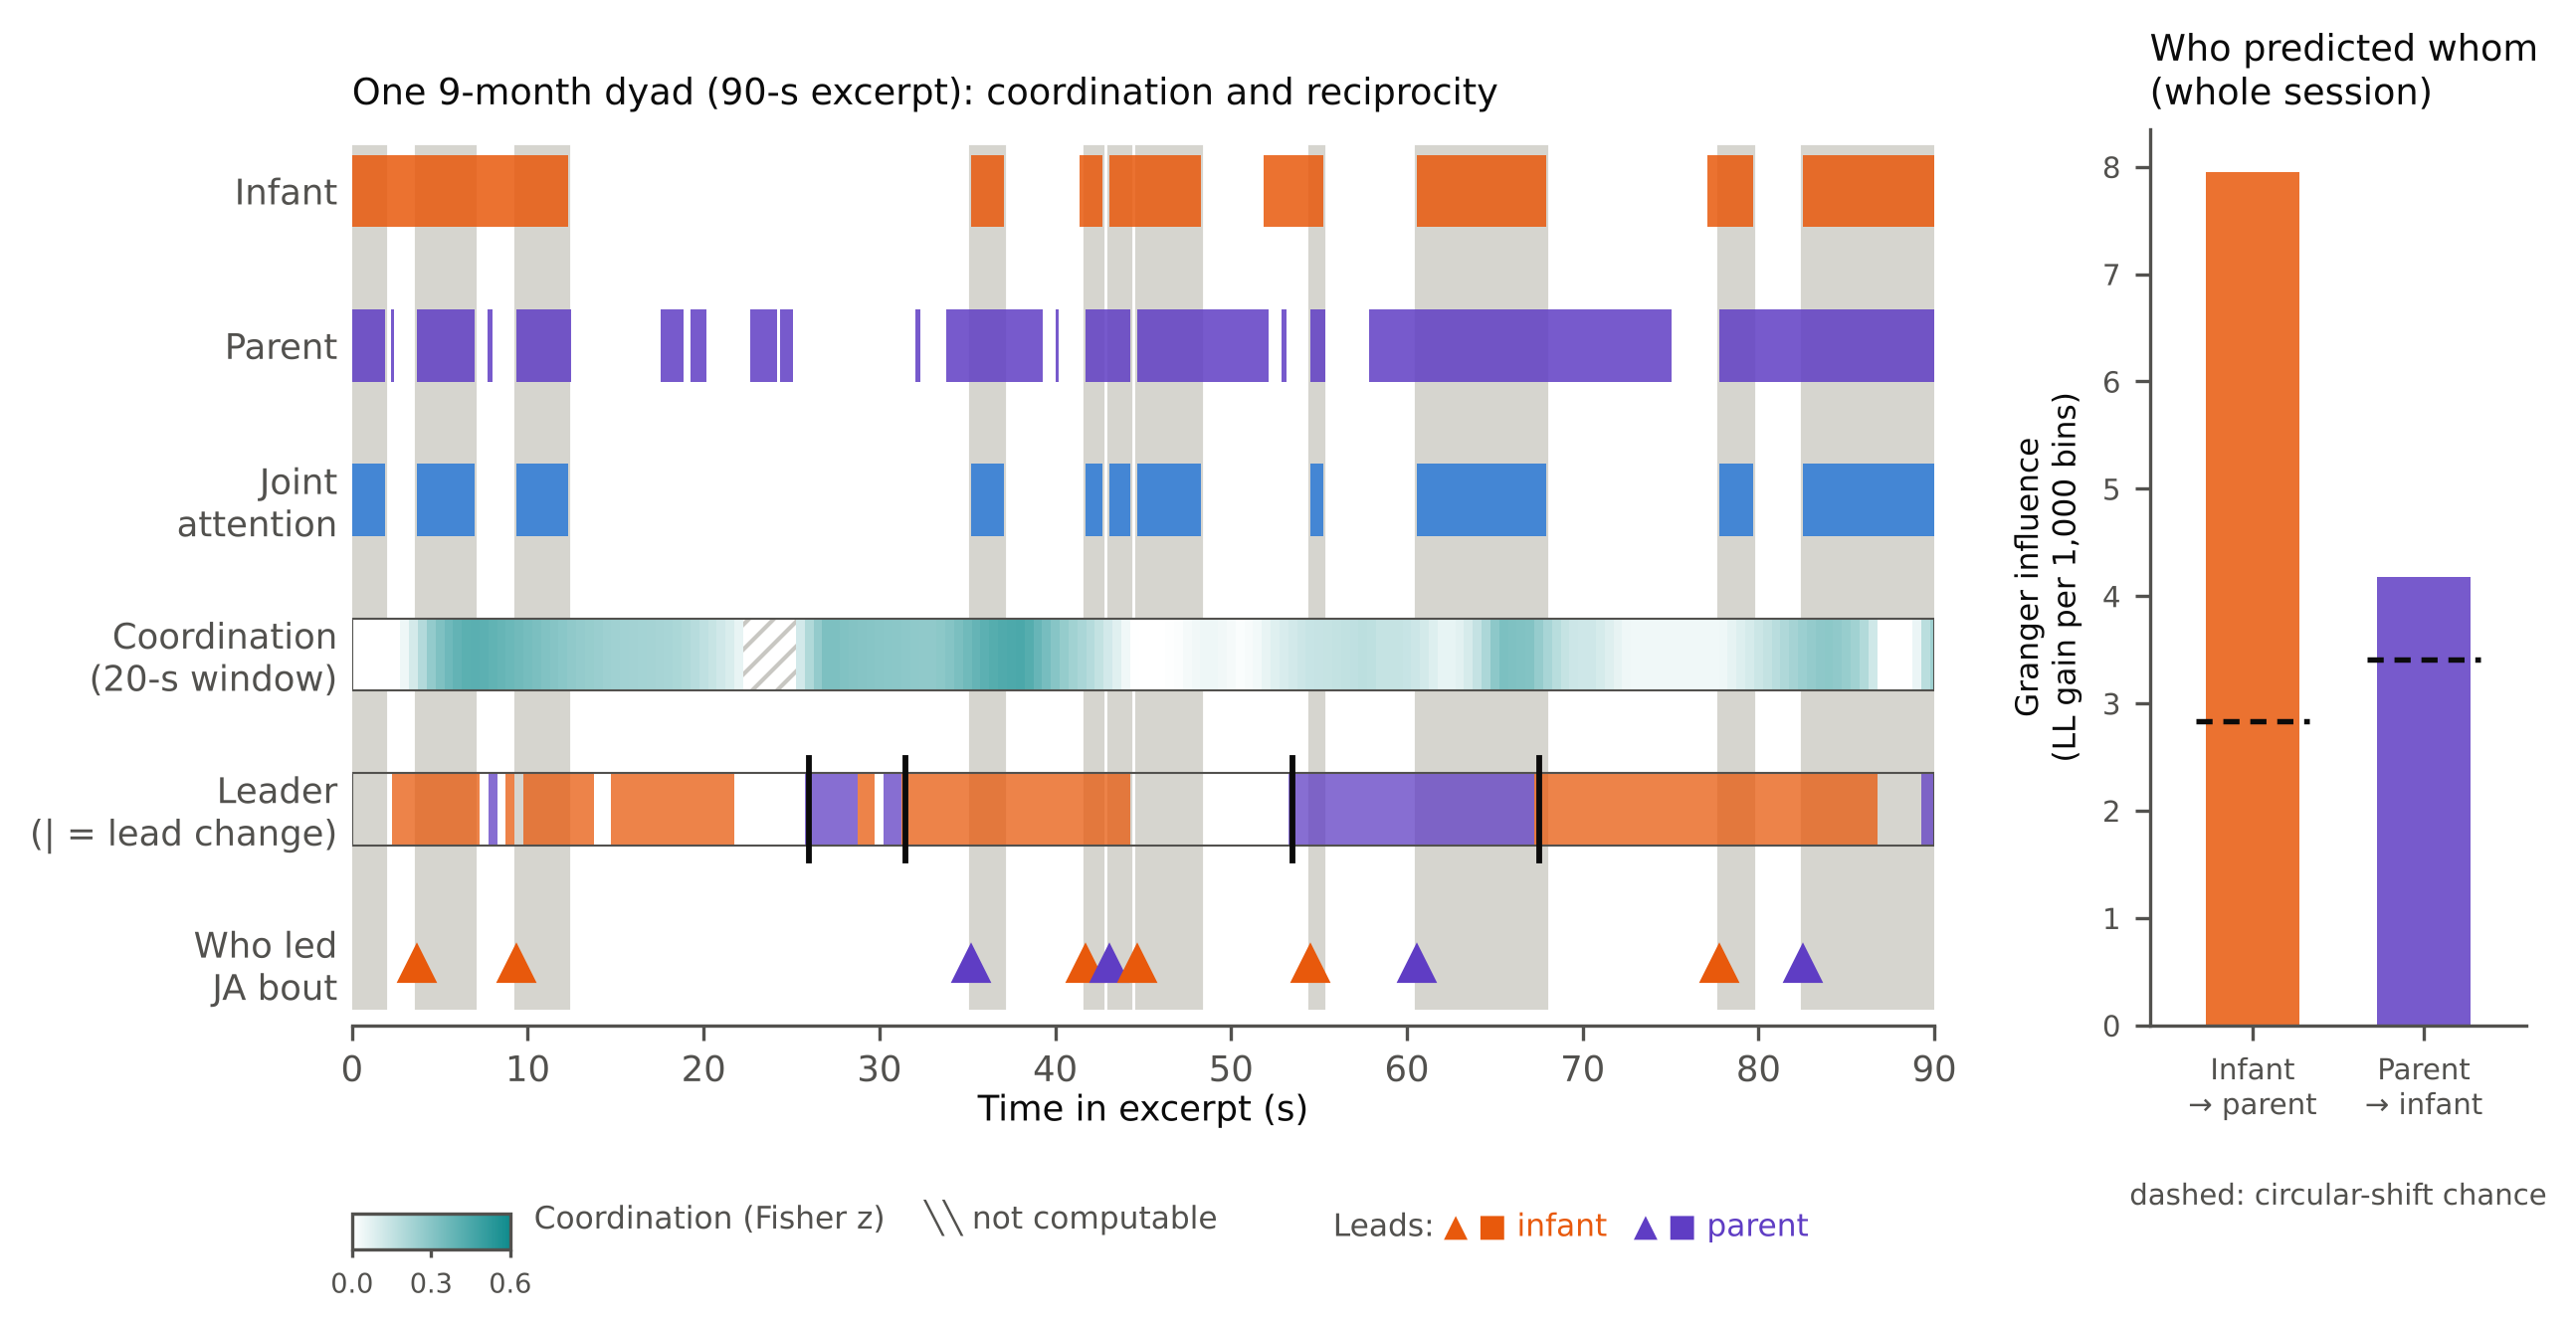 One 9-month dyad (90-s excerpt): coordination and reciprocity
Infant
Parent
Joint
attention
Coordination
(20-s window)
Leader
(| = lead change)
Who led
JA bout
0 10 20 30 40 50 60 70 80 90
Time in excerpt (s)
Coordination (Fisher z)
not computable
0.0 0.3 0.6
Leads: infant parent
Who predicted whom
(whole session)
Granger influence
(LL gain per 1,000 bins)
8
7
6
5
4
3
2
1
0
Infant
→ parent
Parent
→ infant
dashed: circular-shift chance